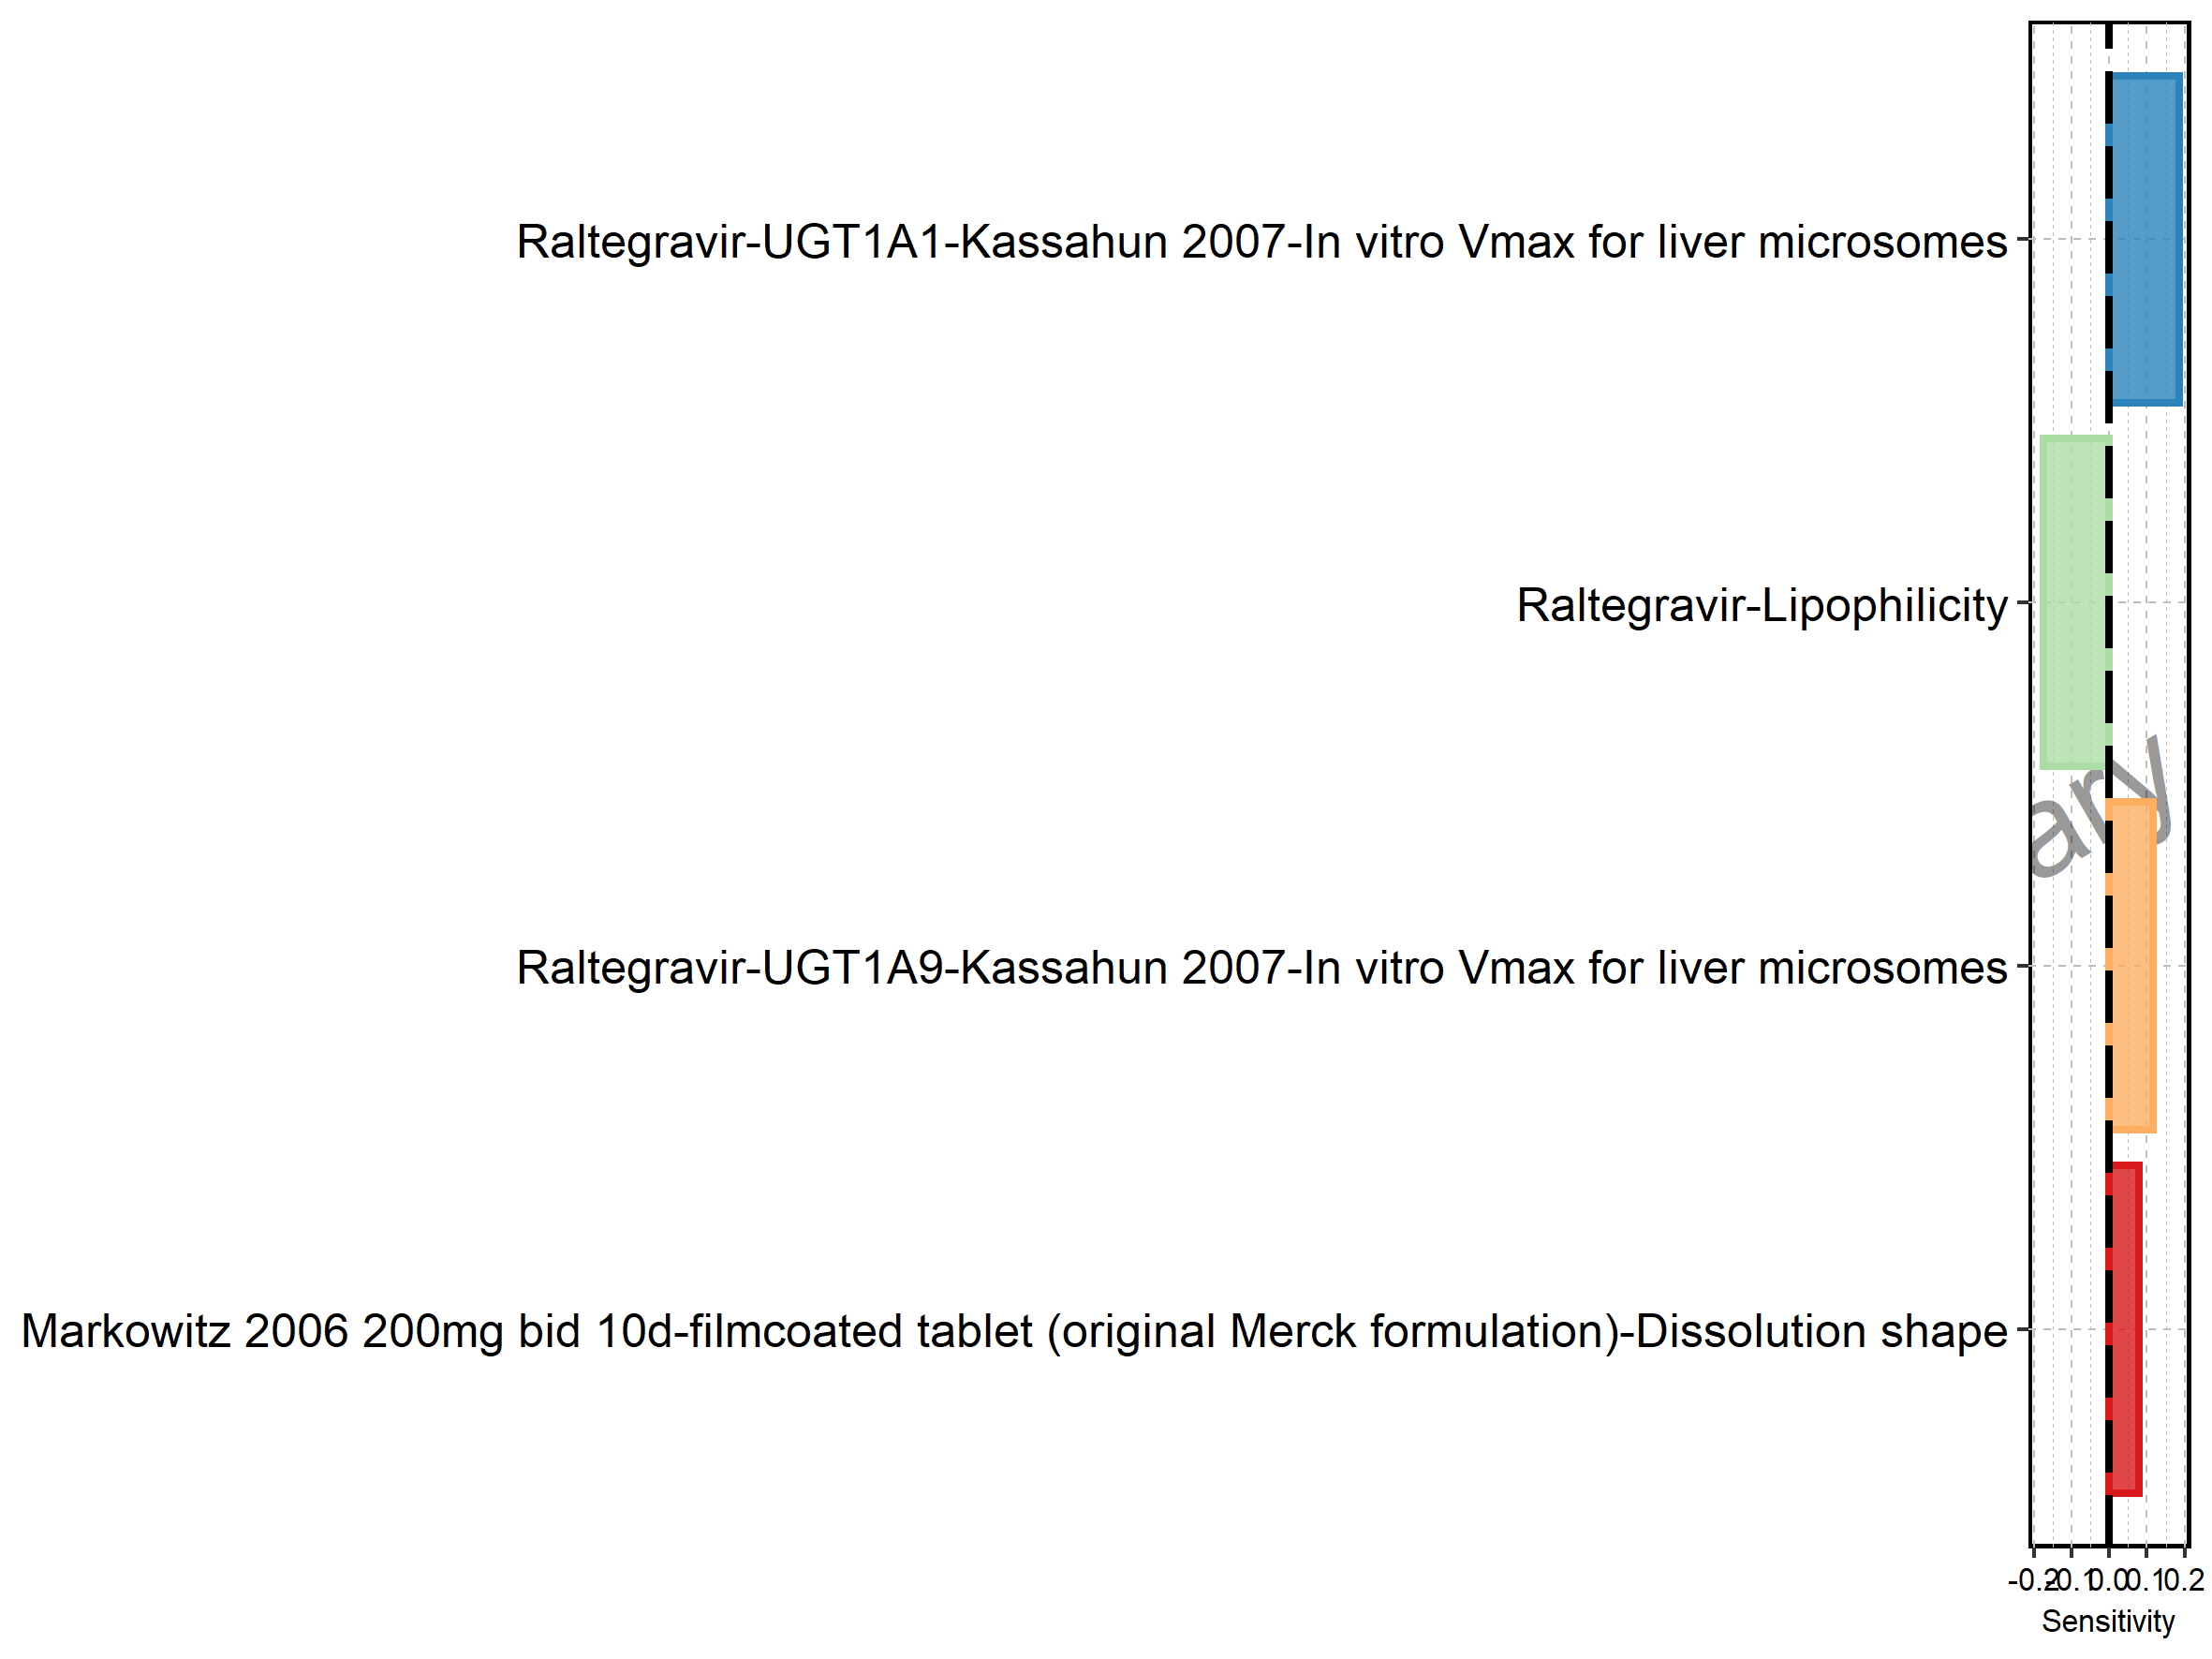 Raltegravir-UGT1A1-Kassahun 2007-In vitro Vmax for liver microsomes
Raltegravir-Lipophilicity
ary
Raltegravir-UGT1A9-Kassahun 2007-In vitro Vmax for liver microsomes
Markowitz 2006 200mg bid 10d-filmcoated tablet (original Merck formulation)-Dissolution shape
-0.2 -0.1 0.0 0.1 0.2
Sensitivity